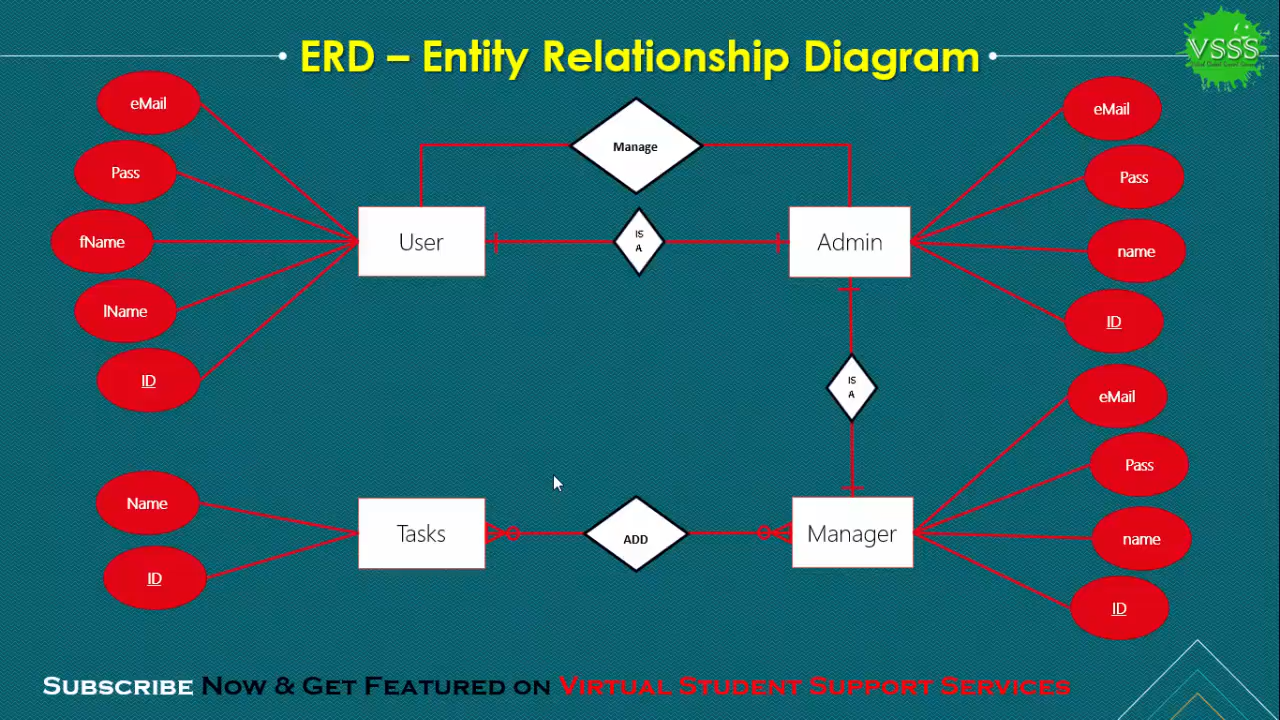 ERD – Entity Relationship Diagram
VSSS
eMail
Pass
fName
lName
ID
User
Manage
IS
A
Admin
eMail
Pass
name
ID
IS
A
Name
ID
Tasks
ADD
Manager
eMail
Pass
name
ID
Subscribe Now & Get Featured on Virtual Student Support Services